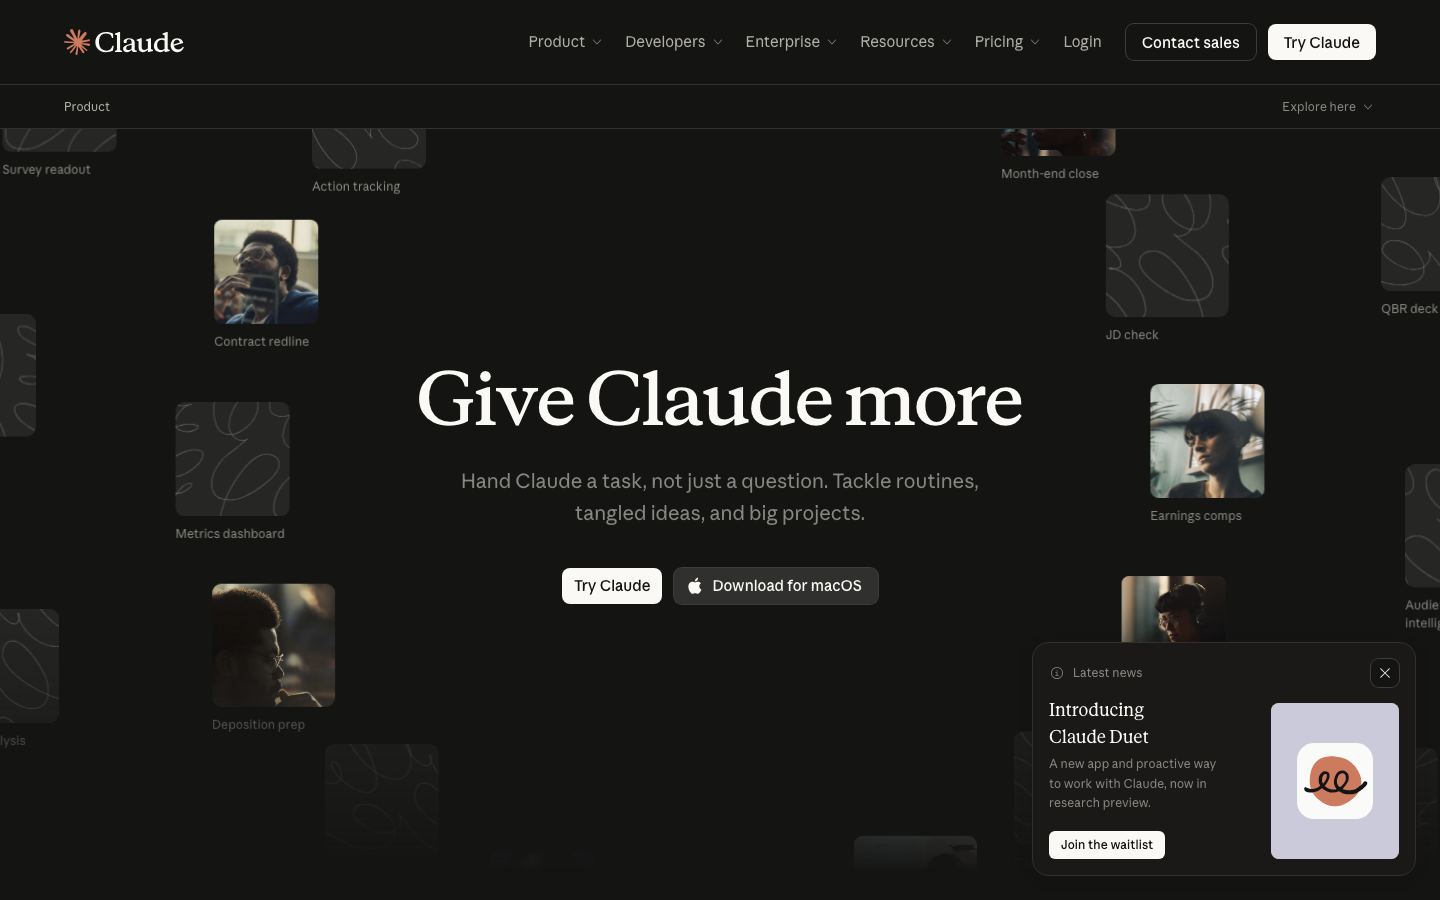 Claude
Product
Developers
Enterprise
Resources
Pricing
Login
Contact sales
Try Claude
Product
Explore here
Survey readout
Action tracking
Month-end close
Contract redline
JD check
QBR deck
Give Claude more
Hand Claude a task, not just a question. Tackle routines,
tangled ideas, and big projects.
Metrics dashboard
Earnings comps
Try Claude
Download for macOS
Audie
intellig
Deposition prep
lysis
Latest news
Introducing
Claude Duet
A new app and proactive way
to work with Claude, now in
research preview.
Join the waitlist